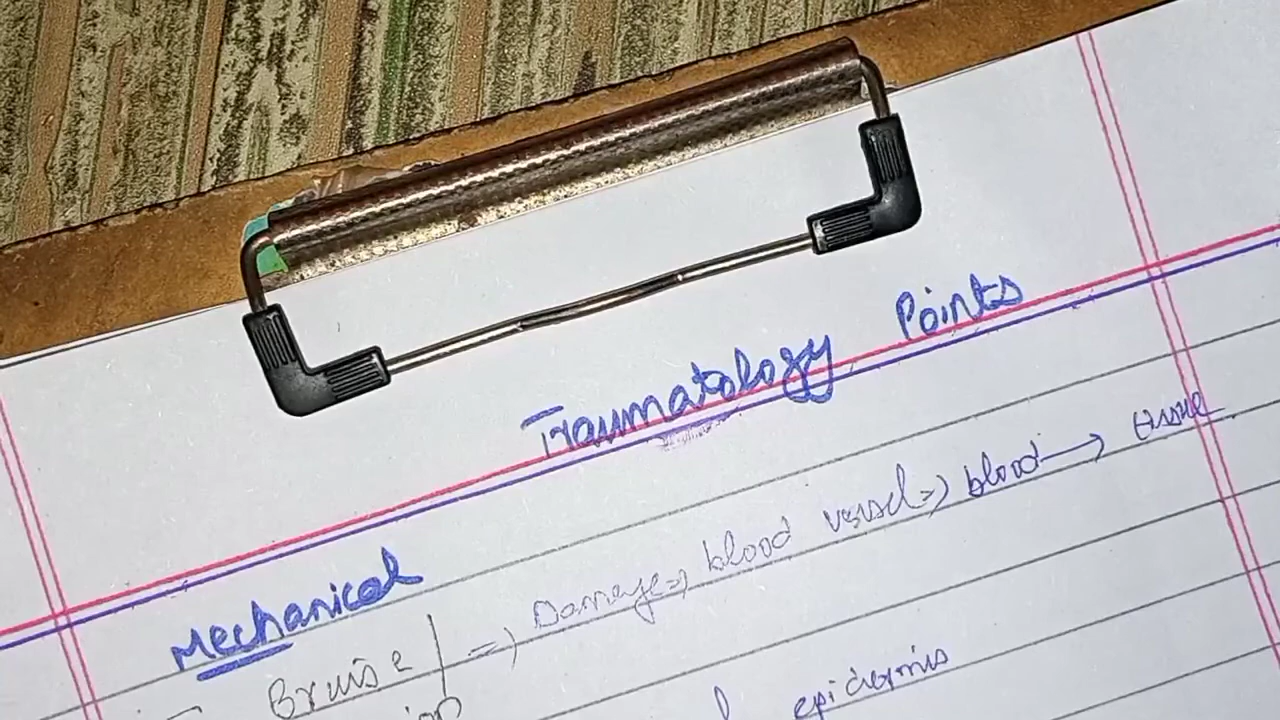 Traumatology Points
Mechanical
Bruise => Damage => blood vessel => blood → tissue
epidermis